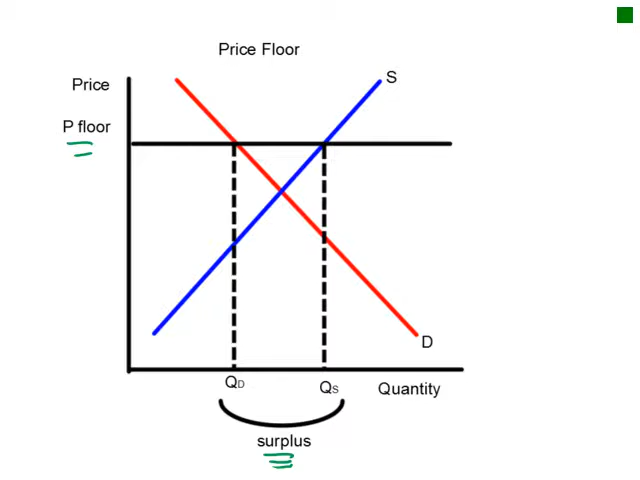 Price Floor
Price
S
P floor
D
QD
QS
Quantity
surplus